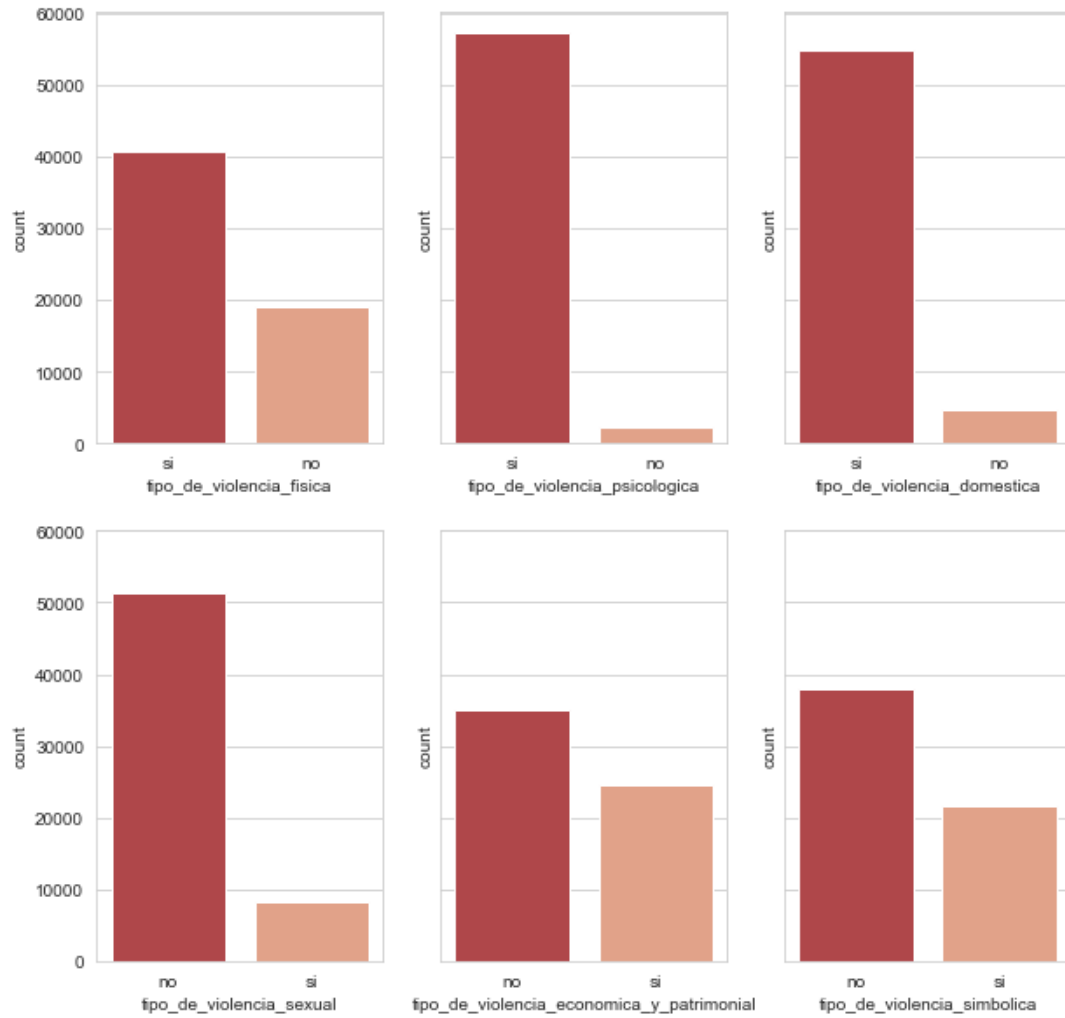 60000
50000
40000
30000
20000
10000
0
count
count
count
si no
si no
si no
tipo_de_violencia_fisica
tipo_de_violencia_psicologica
tipo_de_violencia_domestica
60000
50000
40000
30000
20000
10000
0
count
count
count
no si
no si
no si
tipo_de_violencia_sexual
tipo_de_violencia_economica_y_patrimonial
tipo_de_violencia_simbolica